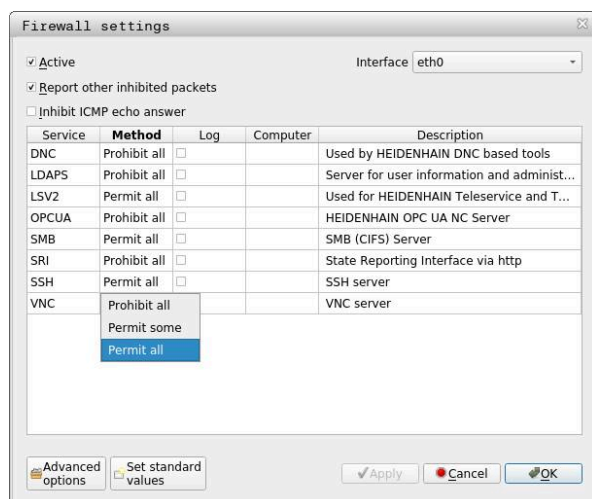 Firewall settings
Active
Interface eth0
Report other inhibited packets
Inhibit ICMP echo answer
Service Method Log Computer Description
DNC Prohibit all Used by HEIDENHAIN DNC based tools
LDAPS Prohibit all Server for user information and administ...
LSV2 Permit all Used for HEIDENHAIN Teleservice and T...
OPCUA Prohibit all HEIDENHAIN OPC UA NC Server
SMB Permit all SMB (CIFS) Server
SRI Prohibit all State Reporting Interface via http
SSH Permit all SSH server
VNC Prohibit all VNC server
Permit some
Permit all
Advanced options
Set standard values
Apply
Cancel
OK